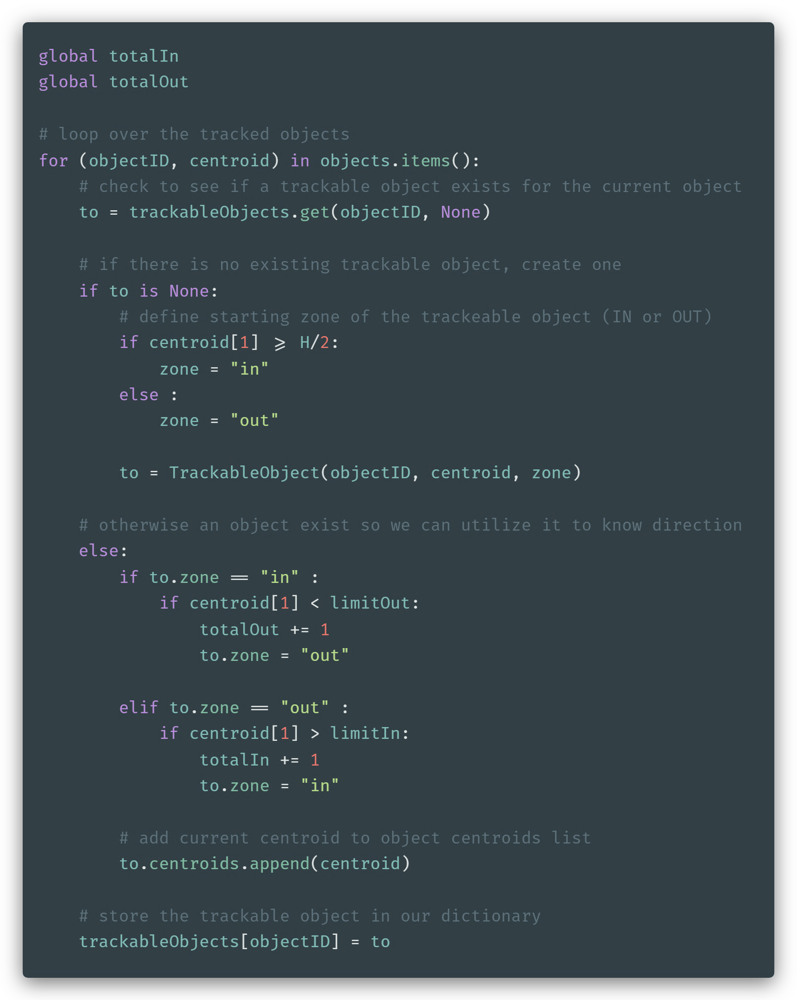 global totalIn
global totalOut
# loop over the tracked objects
for (objectID, centroid) in objects.items():
    # check to see if a trackable object exists for the current object
    to = trackableObjects.get(objectID, None)
    # if there is no existing trackable object, create one
    if to is None:
        # define starting zone of the trackeable object (IN or OUT)
        if centroid[1] >= H/2:
            zone = "in"
        else :
            zone = "out"
        to = TrackableObject(objectID, centroid, zone)
    # otherwise an object exist so we can utilize it to know direction
    else:
        if to.zone == "in" :
            if centroid[1] < limitOut:
                totalOut += 1
                to.zone = "out"
        elif to.zone == "out" :
            if centroid[1] > limitIn:
                totalIn += 1
                to.zone = "in"
        # add current centroid to object centroids list
        to.centroids.append(centroid)
    # store the trackable object in our dictionary
    trackableObjects[objectID] = to